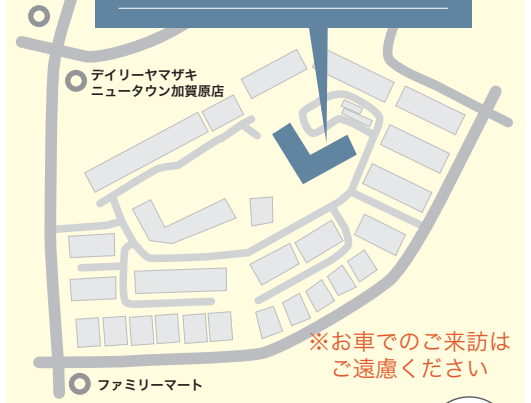 デイリーヤマザキ
ニュータウン加賀原店
※お車でのご来訪は
ご遠慮ください
ファミリーマート